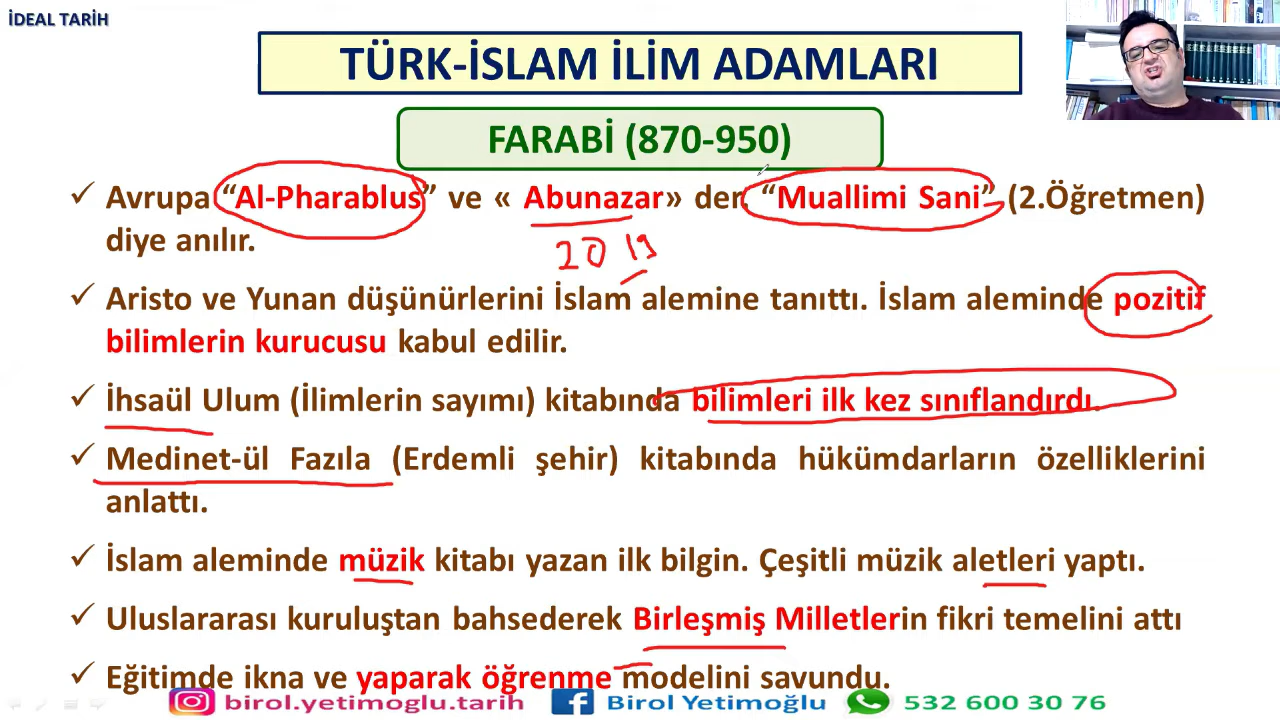 İDEAL TARİH
TÜRK-İSLAM İLİM ADAMLARI
FARABİ (870-950)
✓ Avrupa “Al-Pharablus” ve « Abunazar» der. “Muallimi Sani” (2.Öğretmen)
diye anılır.
20 19
✓ Aristo ve Yunan düşünürlerini İslam alemine tanıttı. İslam aleminde pozitif
bilimlerin kurucusu kabul edilir.
✓ İhsaül Ulum (İlimlerin sayımı) kitabında bilimleri ilk kez sınıflandırdı.
✓ Medinet-ül Fazıla (Erdemli şehir) kitabında hükümdarların özelliklerini
anlattı.
✓ İslam aleminde müzik kitabı yazan ilk bilgin. Çeşitli müzik aletleri yaptı.
✓ Uluslararası kuruluştan bahsederek Birleşmiş Milletlerin fikri temelini attı
✓ Eğitimde ikna ve yaparak öğrenme modelini savundu.
birol.yetimoglu.tarih Birol Yetimoğlu 532 600 30 76